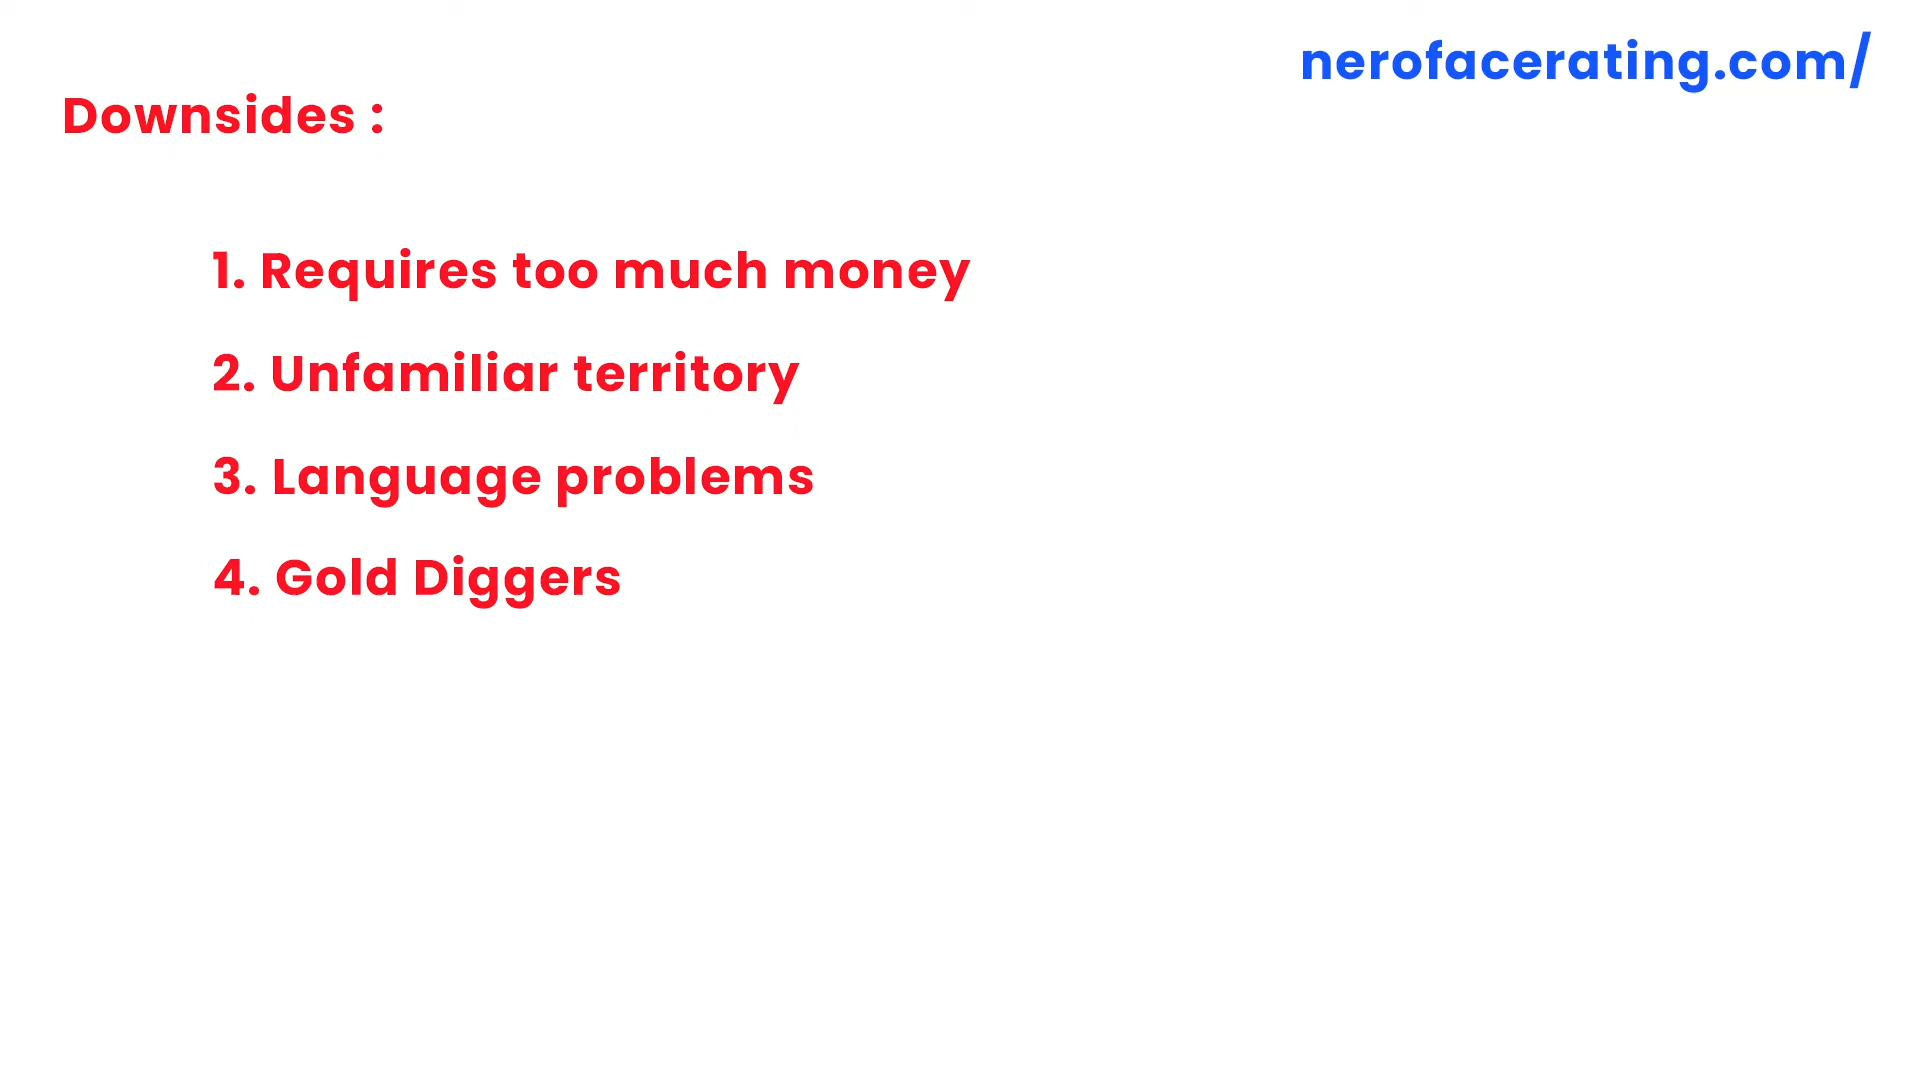 nerofacerating.com/
Downsides :
1. Requires too much money
2. Unfamiliar territory
3. Language problems
4. Gold Diggers